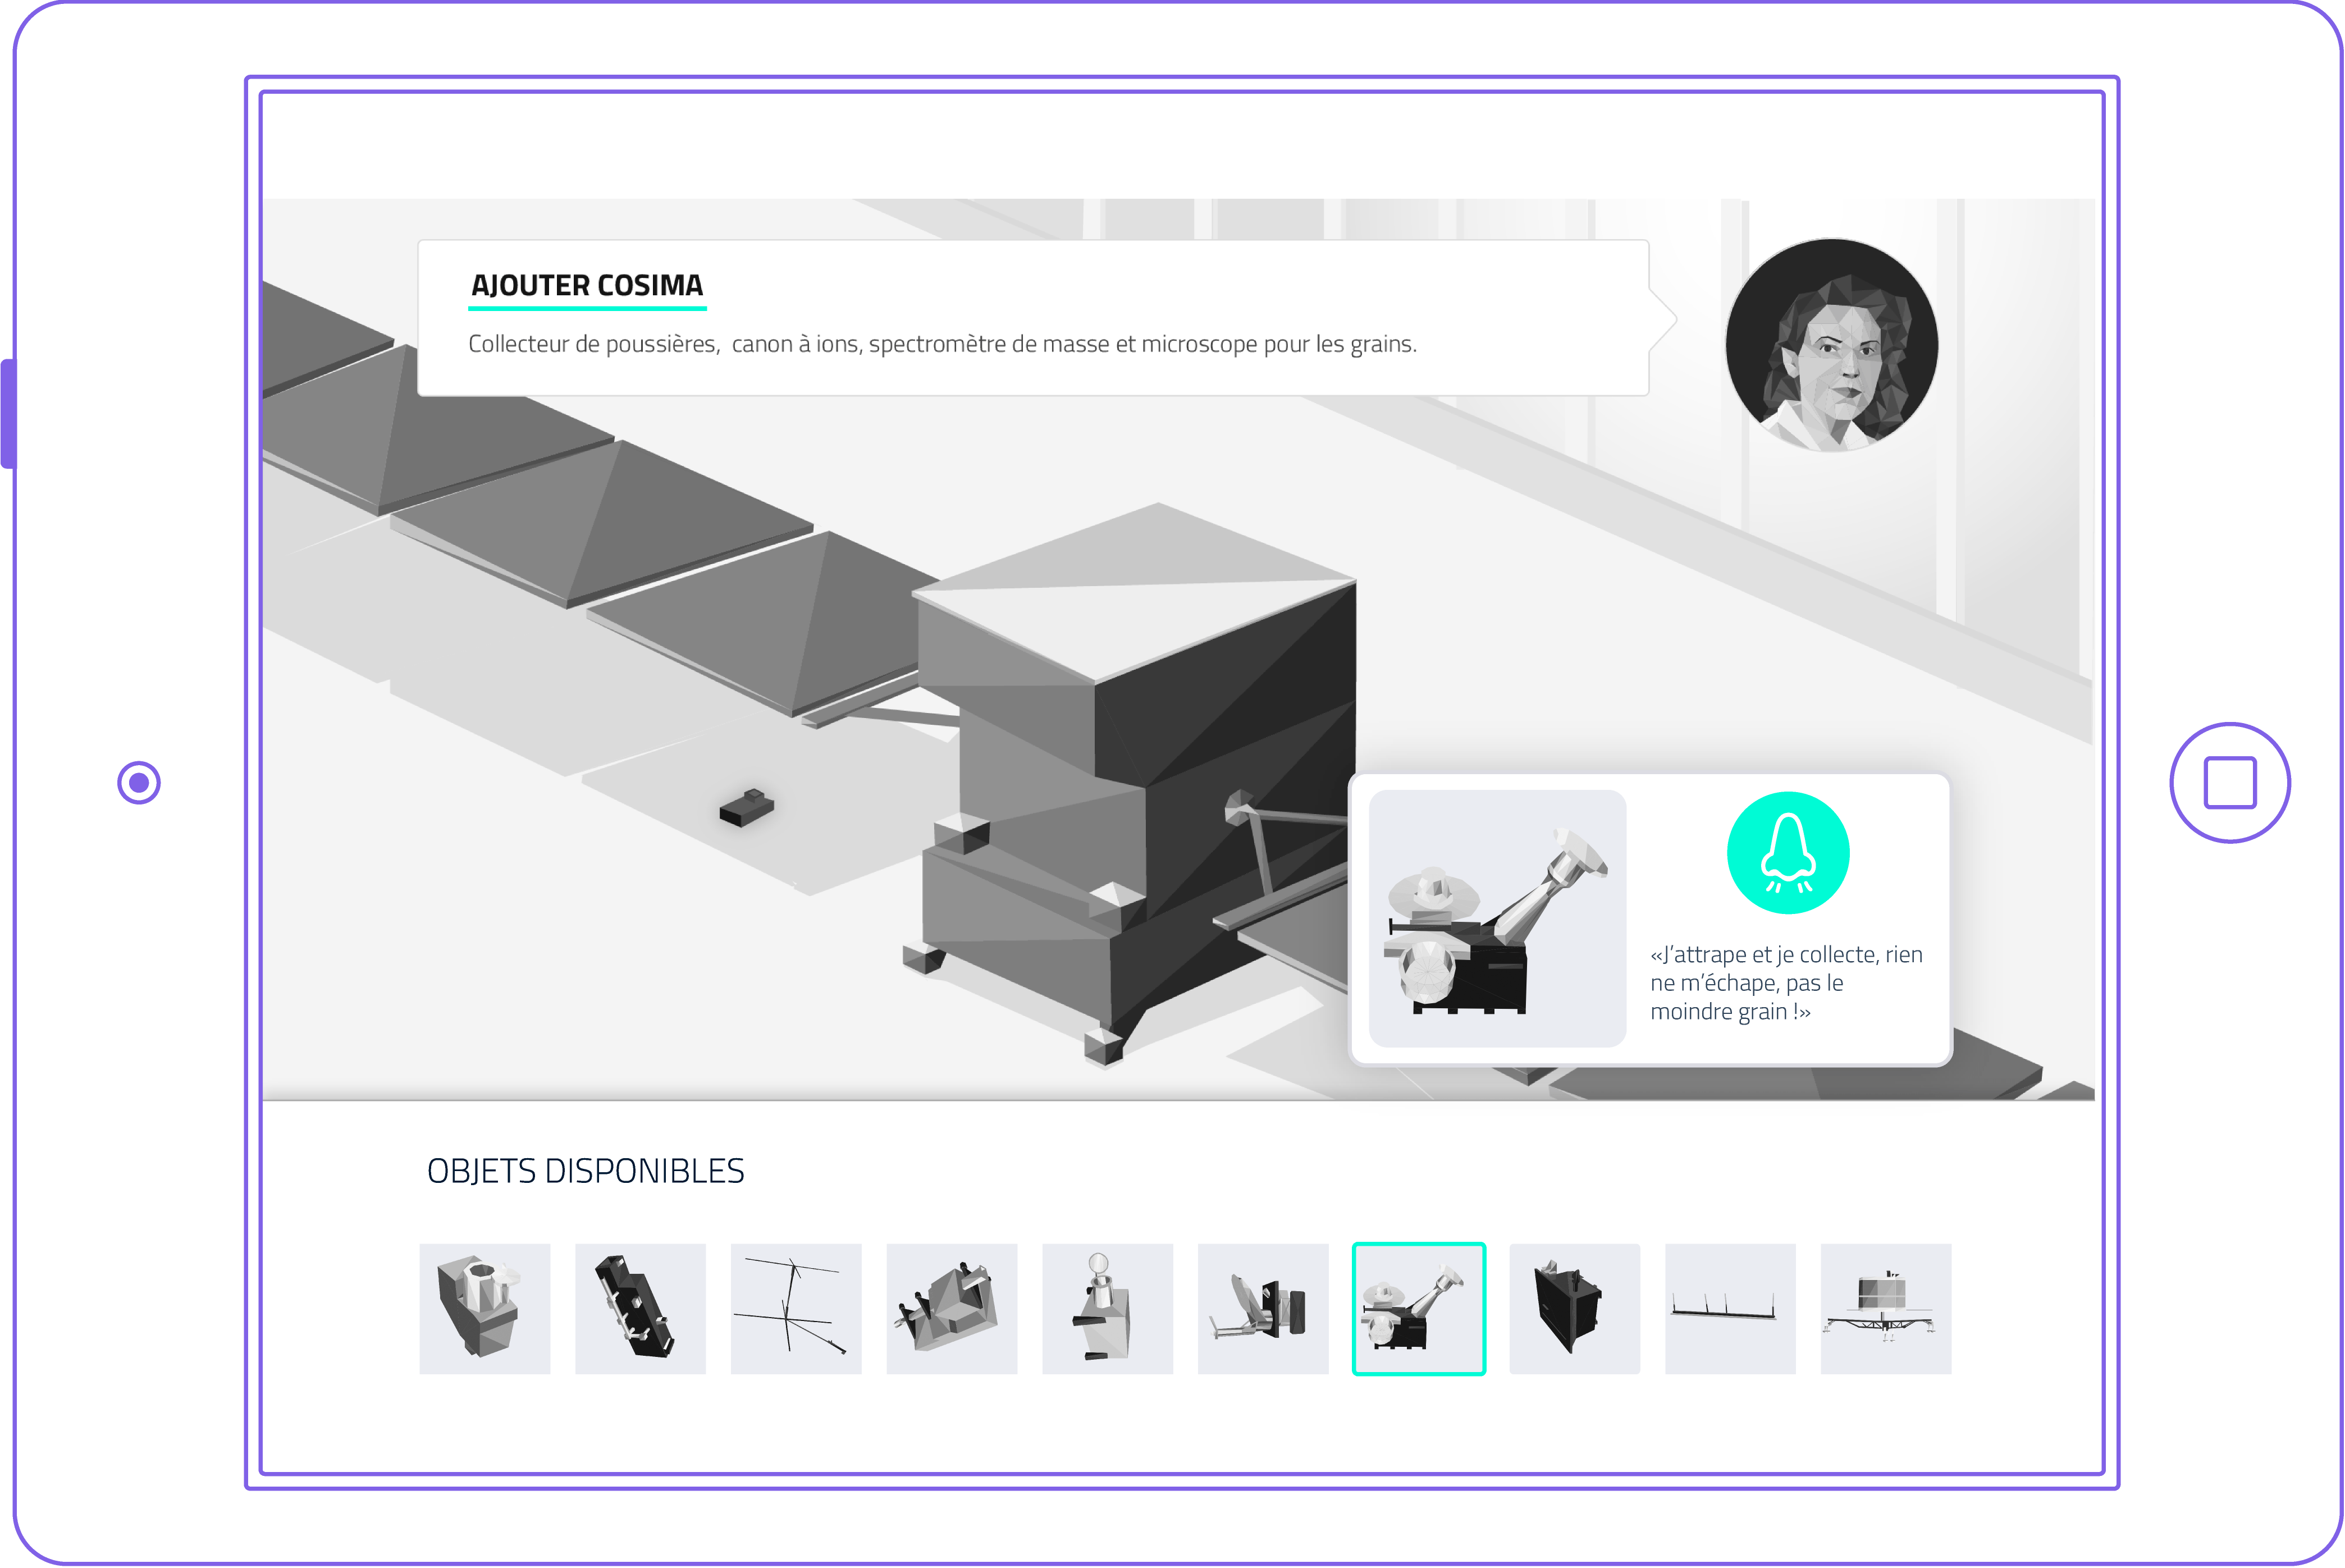 AJOUTER COSIMA
Collecteur de poussières,  canon à ions, spectromètre de masse et microscope pour les grains.
«J’attrape et je collecte, rien
ne m’échape, pas le
moindre grain !»
OBJETS DISPONIBLES